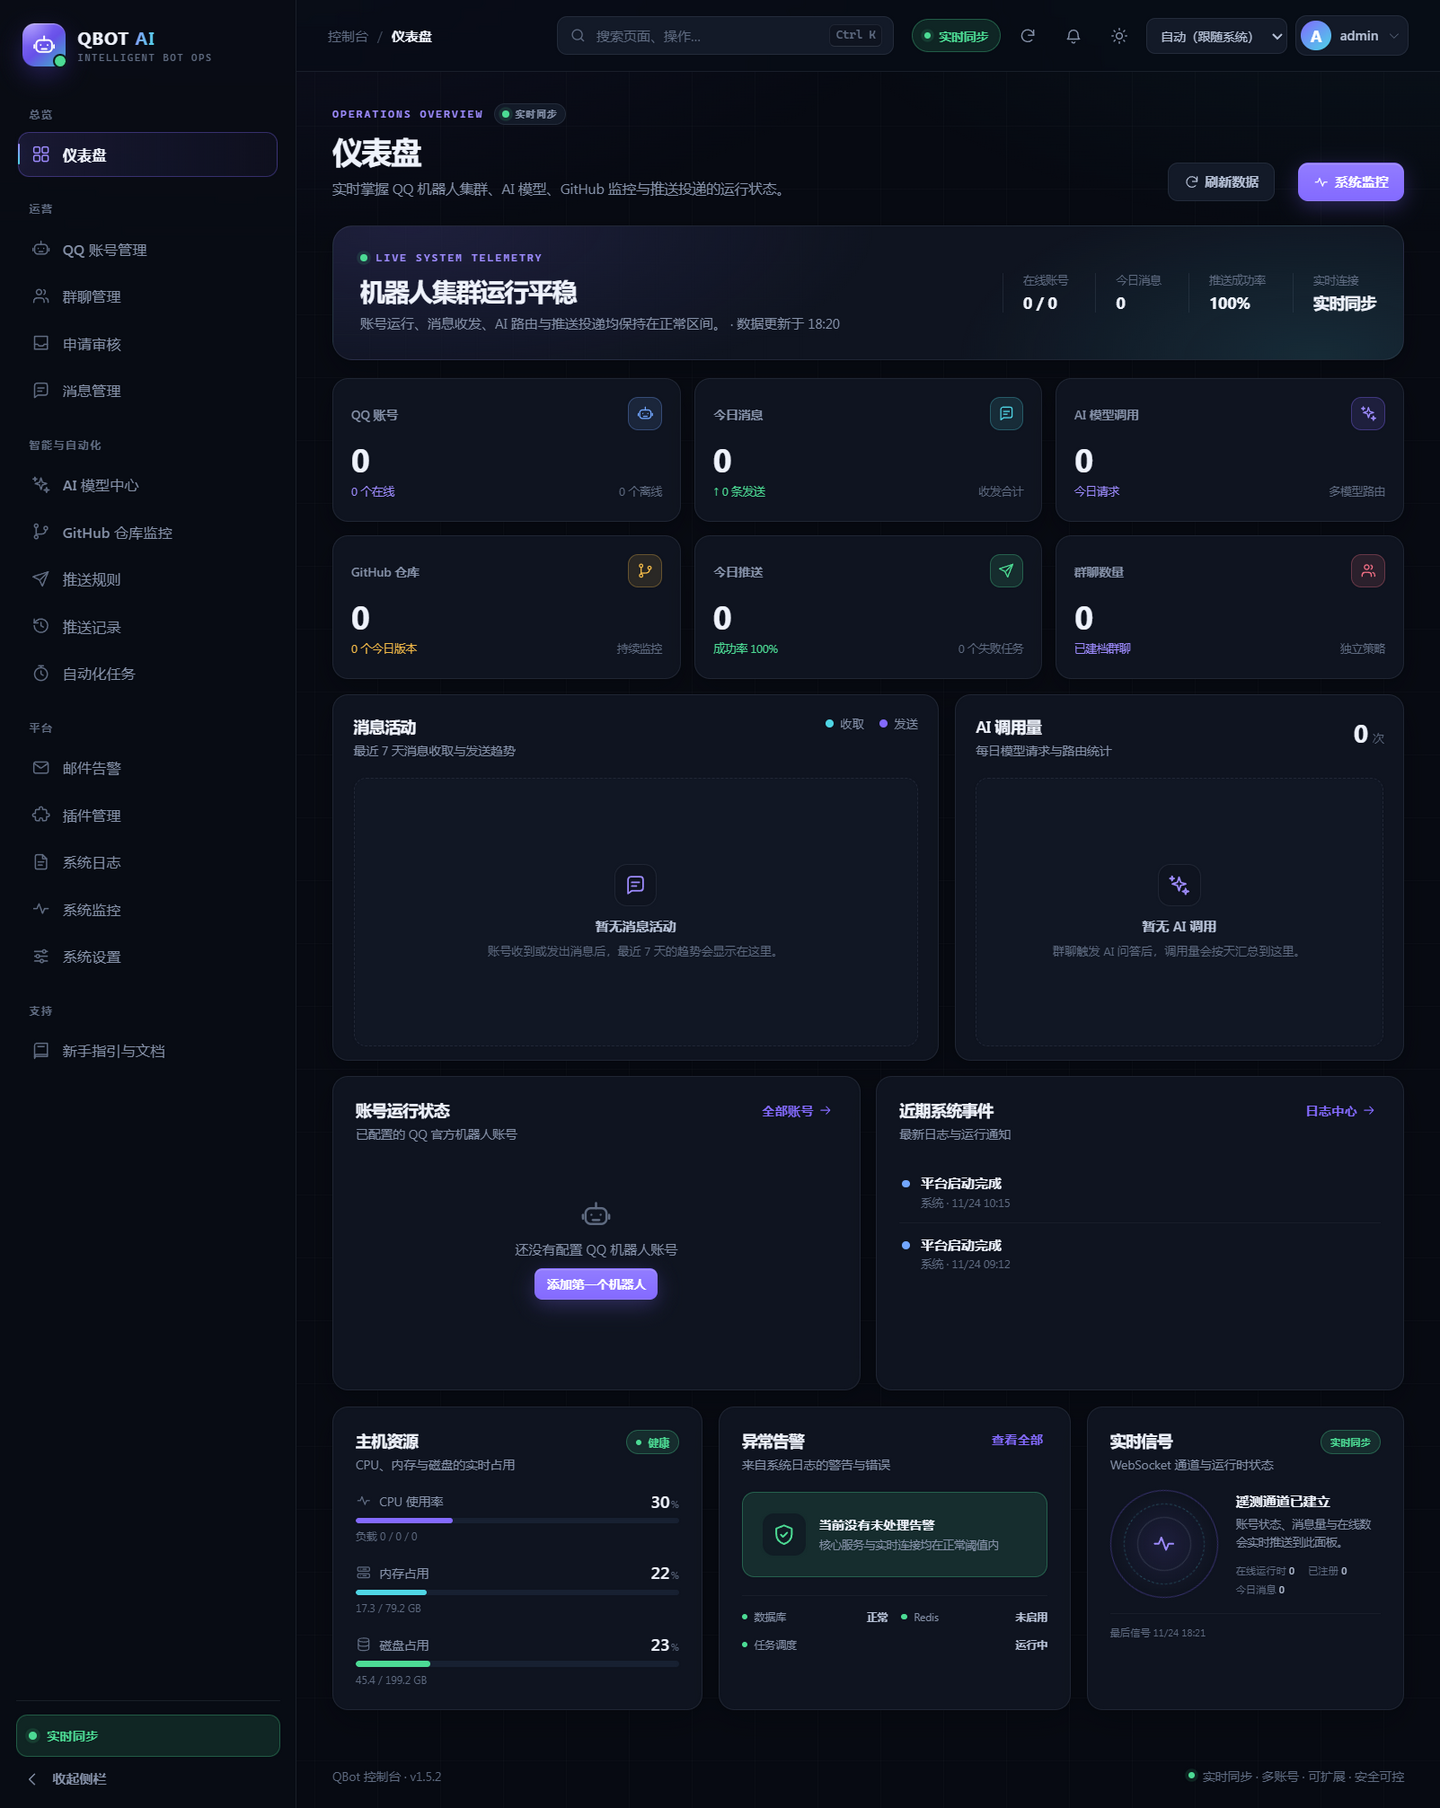 QBOT AI
INTELLIGENT BOT OPS
总览
仪表盘
运营
QQ 账号管理
群聊管理
申请审核
消息管理
智能与自动化
AI 模型中心
GitHub 仓库监控
推送规则
推送记录
自动化任务
平台
邮件告警
插件管理
系统日志
系统监控
系统设置
支持
新手指引与文档
实时同步
收起侧栏
控制台 / 仪表盘
搜索页面、操作...
Ctrl K
实时同步
自动（跟随系统）
A
admin
OPERATIONS OVERVIEW
实时同步
仪表盘
实时掌握 QQ 机器人集群、AI 模型、GitHub 监控与推送投递的运行状态。
刷新数据
系统监控
LIVE SYSTEM TELEMETRY
机器人集群运行平稳
账号运行、消息收发、AI 路由与推送投递均保持在正常区间。 · 数据更新于 18:20
在线账号
0 / 0
今日消息
0
推送成功率
100%
实时连接
实时同步
QQ 账号
0
0 个在线
0 个离线
今日消息
0
↑ 0 条发送
收发合计
AI 模型调用
0
今日请求
多模型路由
GitHub 仓库
0
0 个今日版本
持续监控
今日推送
0
成功率 100%
0 个失败任务
群聊数量
0
已建档群聊
独立策略
消息活动
最近 7 天消息收取与发送趋势
收取
发送
暂无消息活动
账号收到或发出消息后，最近 7 天的趋势会显示在这里。
AI 调用量
每日模型请求与路由统计
0 次
暂无 AI 调用
群聊触发 AI 问答后，调用量会按天汇总到这里。
账号运行状态
已配置的 QQ 官方机器人账号
全部账号 →
还没有配置 QQ 机器人账号
添加第一个机器人
近期系统事件
最新日志与运行通知
日志中心 →
平台启动完成
系统 · 11/24 10:15
平台启动完成
系统 · 11/24 09:12
主机资源
CPU、内存与磁盘的实时占用
健康
CPU 使用率
30%
负载 0 / 0 / 0
内存占用
22%
17.3 / 79.2 GB
磁盘占用
23%
45.4 / 199.2 GB
异常告警
来自系统日志的警告与错误
查看全部
当前没有未处理告警
核心服务与实时连接均在正常阈值内
数据库
正常
Redis
未启用
任务调度
运行中
实时信号
WebSocket 通道与运行时状态
实时同步
遥测通道已建立
账号状态、消息量与在线数
会实时推送到此面板。
在线运行时 0
已注册 0
今日消息 0
最后信号 11/24 18:21
QBot 控制台 · v1.5.2
实时同步 · 多账号 · 可扩展 · 安全可控